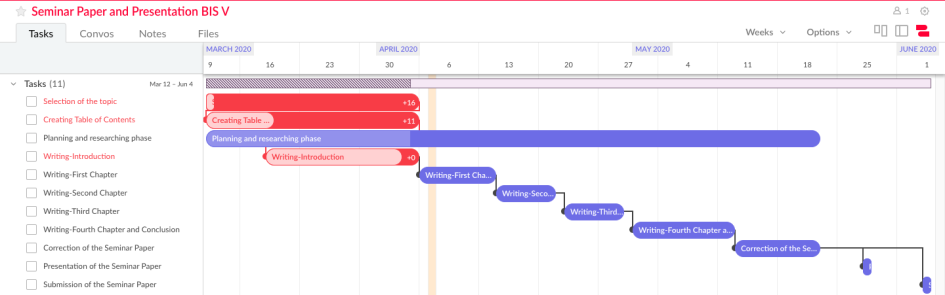 Seminar Paper and Presentation BIS V
1
Tasks Convos Notes Files
Weeks Options
MARCH 2020 APRIL 2020 MAY 2020 JUNE 2020
9 16 23 30 6 13 20 27 4 11 18 25 1
Tasks (11) Mar 12 – Jun 4
Selection of the topic +16
Creating Table of Contents Creating Table ... +11
Planning and researching phase Planning and researching phase
Writing-Introduction Writing-Introduction +0
Writing-First Chapter Writing-First Cha...
Writing-Second Chapter Writing-Seco...
Writing-Third Chapter Writing-Third...
Writing-Fourth Chapter and Conclusion Writing-Fourth Chapter a...
Correction of the Seminar Paper Correction of the Se...
Presentation of the Seminar Paper
Submission of the Seminar Paper